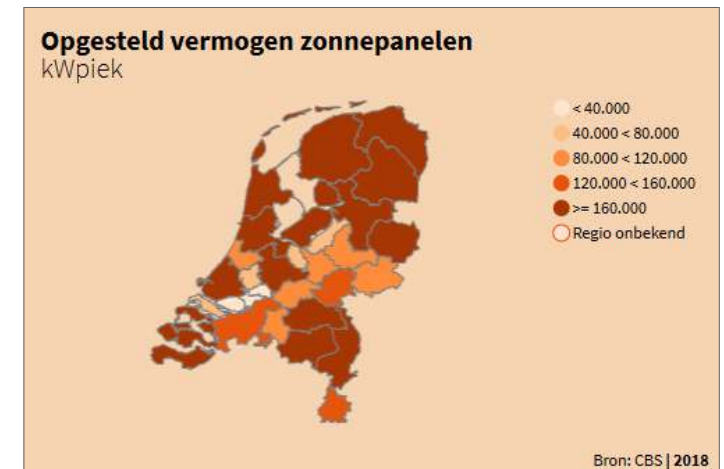 Opgesteld vermogen zonnepanelen
kWpiek
< 40.000
40.000 < 80.000
80.000 < 120.000
120.000 < 160.000
>= 160.000
Regio onbekend
Bron: CBS | 2018